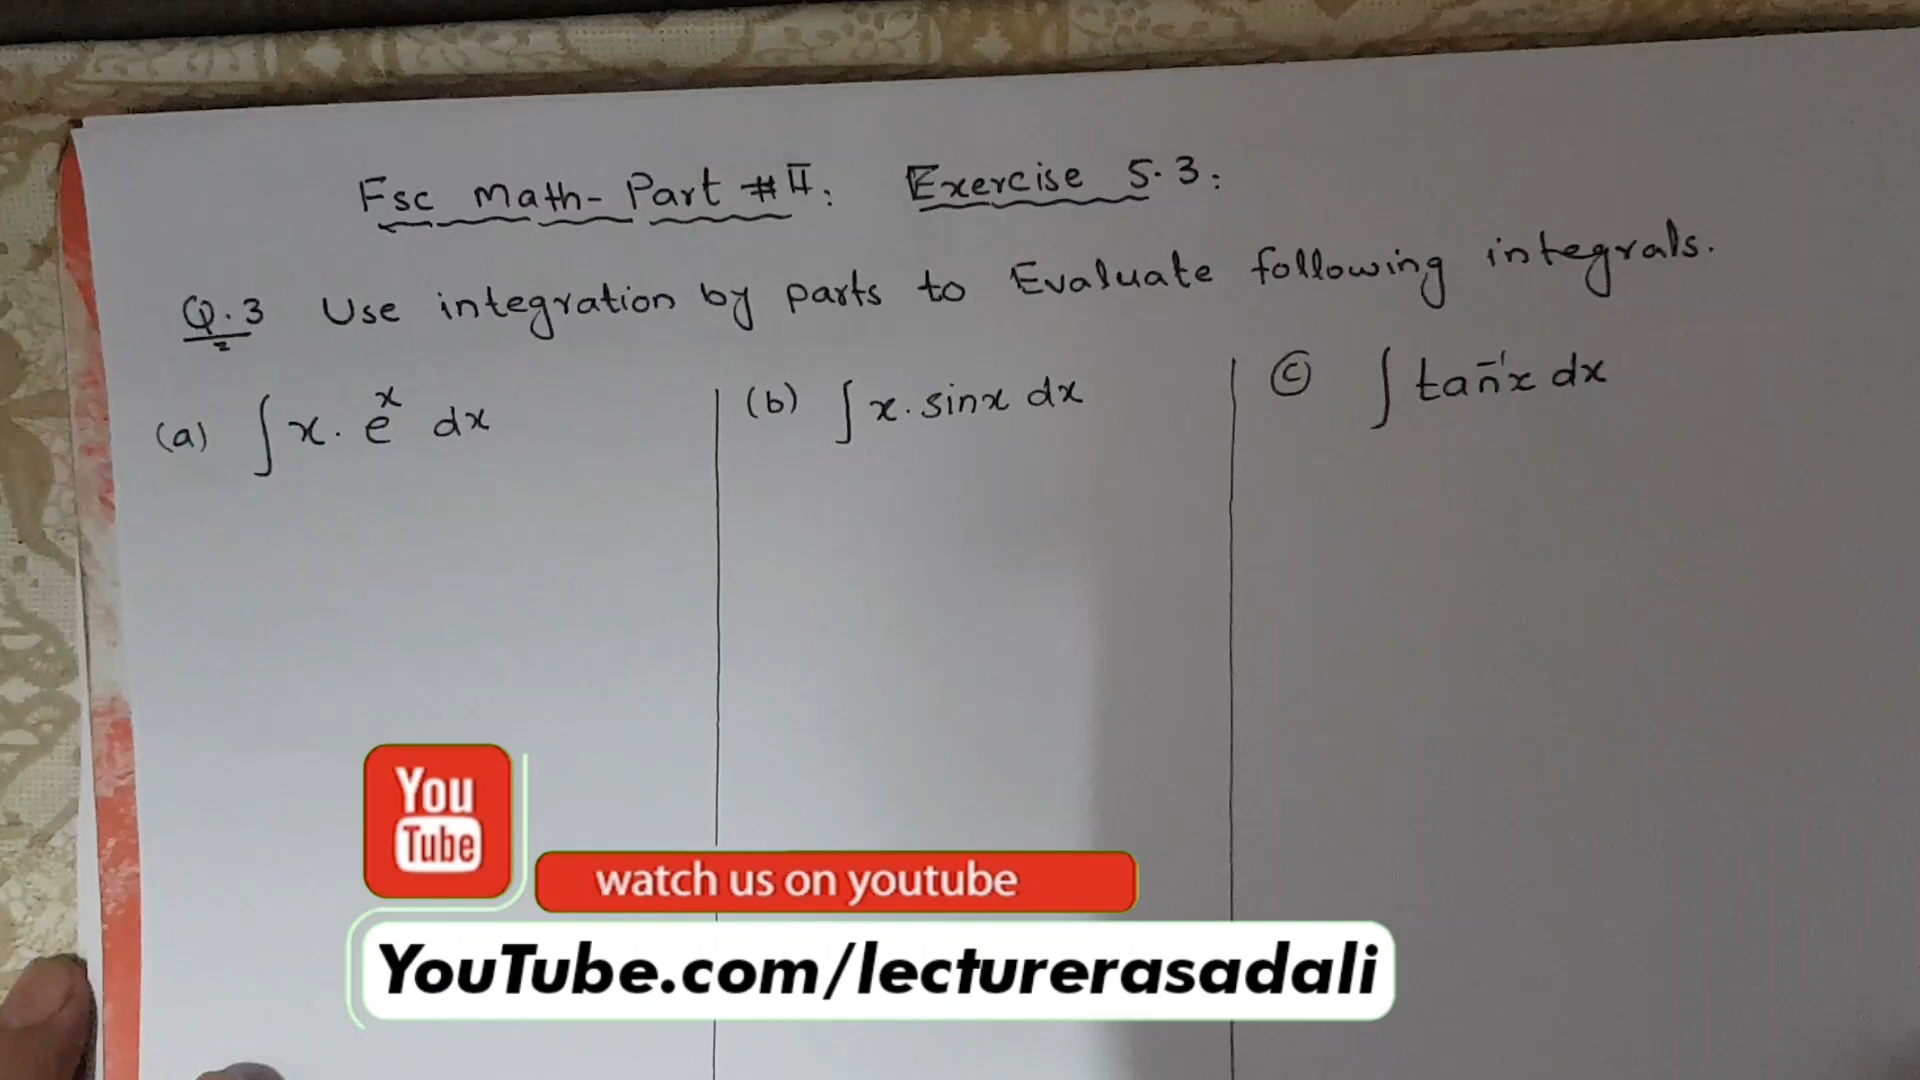 Fsc Math- Part # II: Exercise 5.3:
Q.3 Use integration by parts to Evaluate following integrals.
(a) ∫ x. eˣ dx
(b) ∫ x. sinx dx
© ∫ tan⁻¹x dx
You
Tube
watch us on youtube
YouTube.com/lecturerasadali